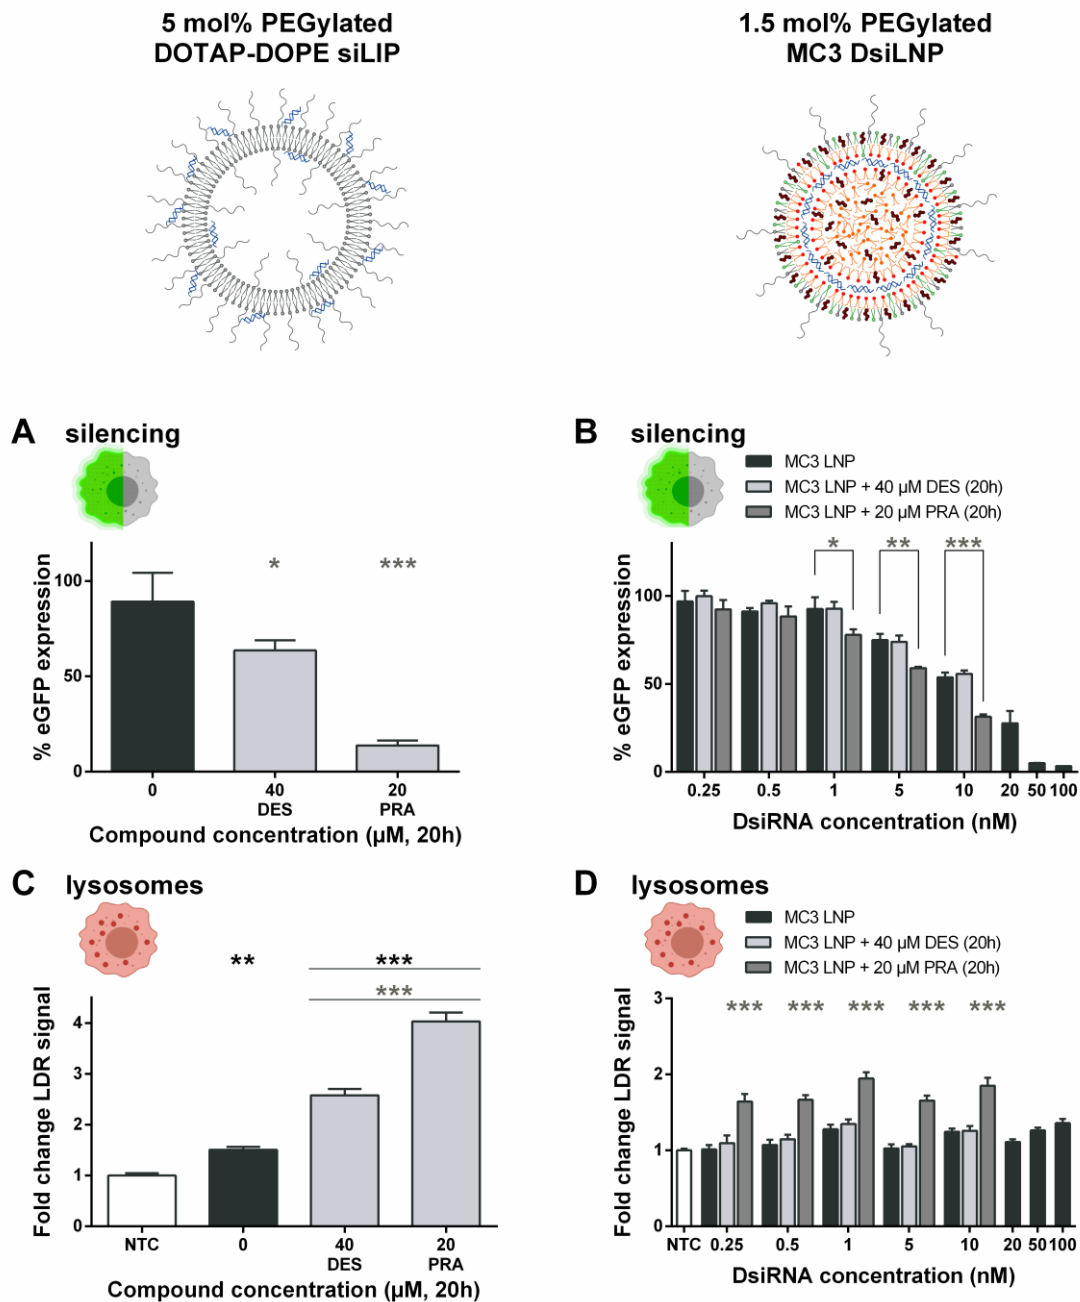 5 mol% PEGylated
DOTAP-DOPE siLIP
1.5 mol% PEGylated
MC3 DsiLNP
A silencing
% eGFP expression
100
50
0
* ***
0 40 20
DES PRA
Compound concentration (µM, 20h)
B silencing
MC3 LNP
MC3 LNP + 40 µM DES (20h)
MC3 LNP + 20 µM PRA (20h)
% eGFP expression
100
50
0
* ** ***
0.25 0.5 1 5 10 20 50 100
DsiRNA concentration (nM)
C lysosomes
Fold change LDR signal
4
3
2
1
0
** ***
***
NTC 0 40 20
DES PRA
Compound concentration (µM, 20h)
D lysosomes
MC3 LNP
MC3 LNP + 40 µM DES (20h)
MC3 LNP + 20 µM PRA (20h)
Fold change LDR signal
3
2
1
0
*** *** *** *** ***
NTC 0.25 0.5 1 5 10 20 50 100
DsiRNA concentration (nM)